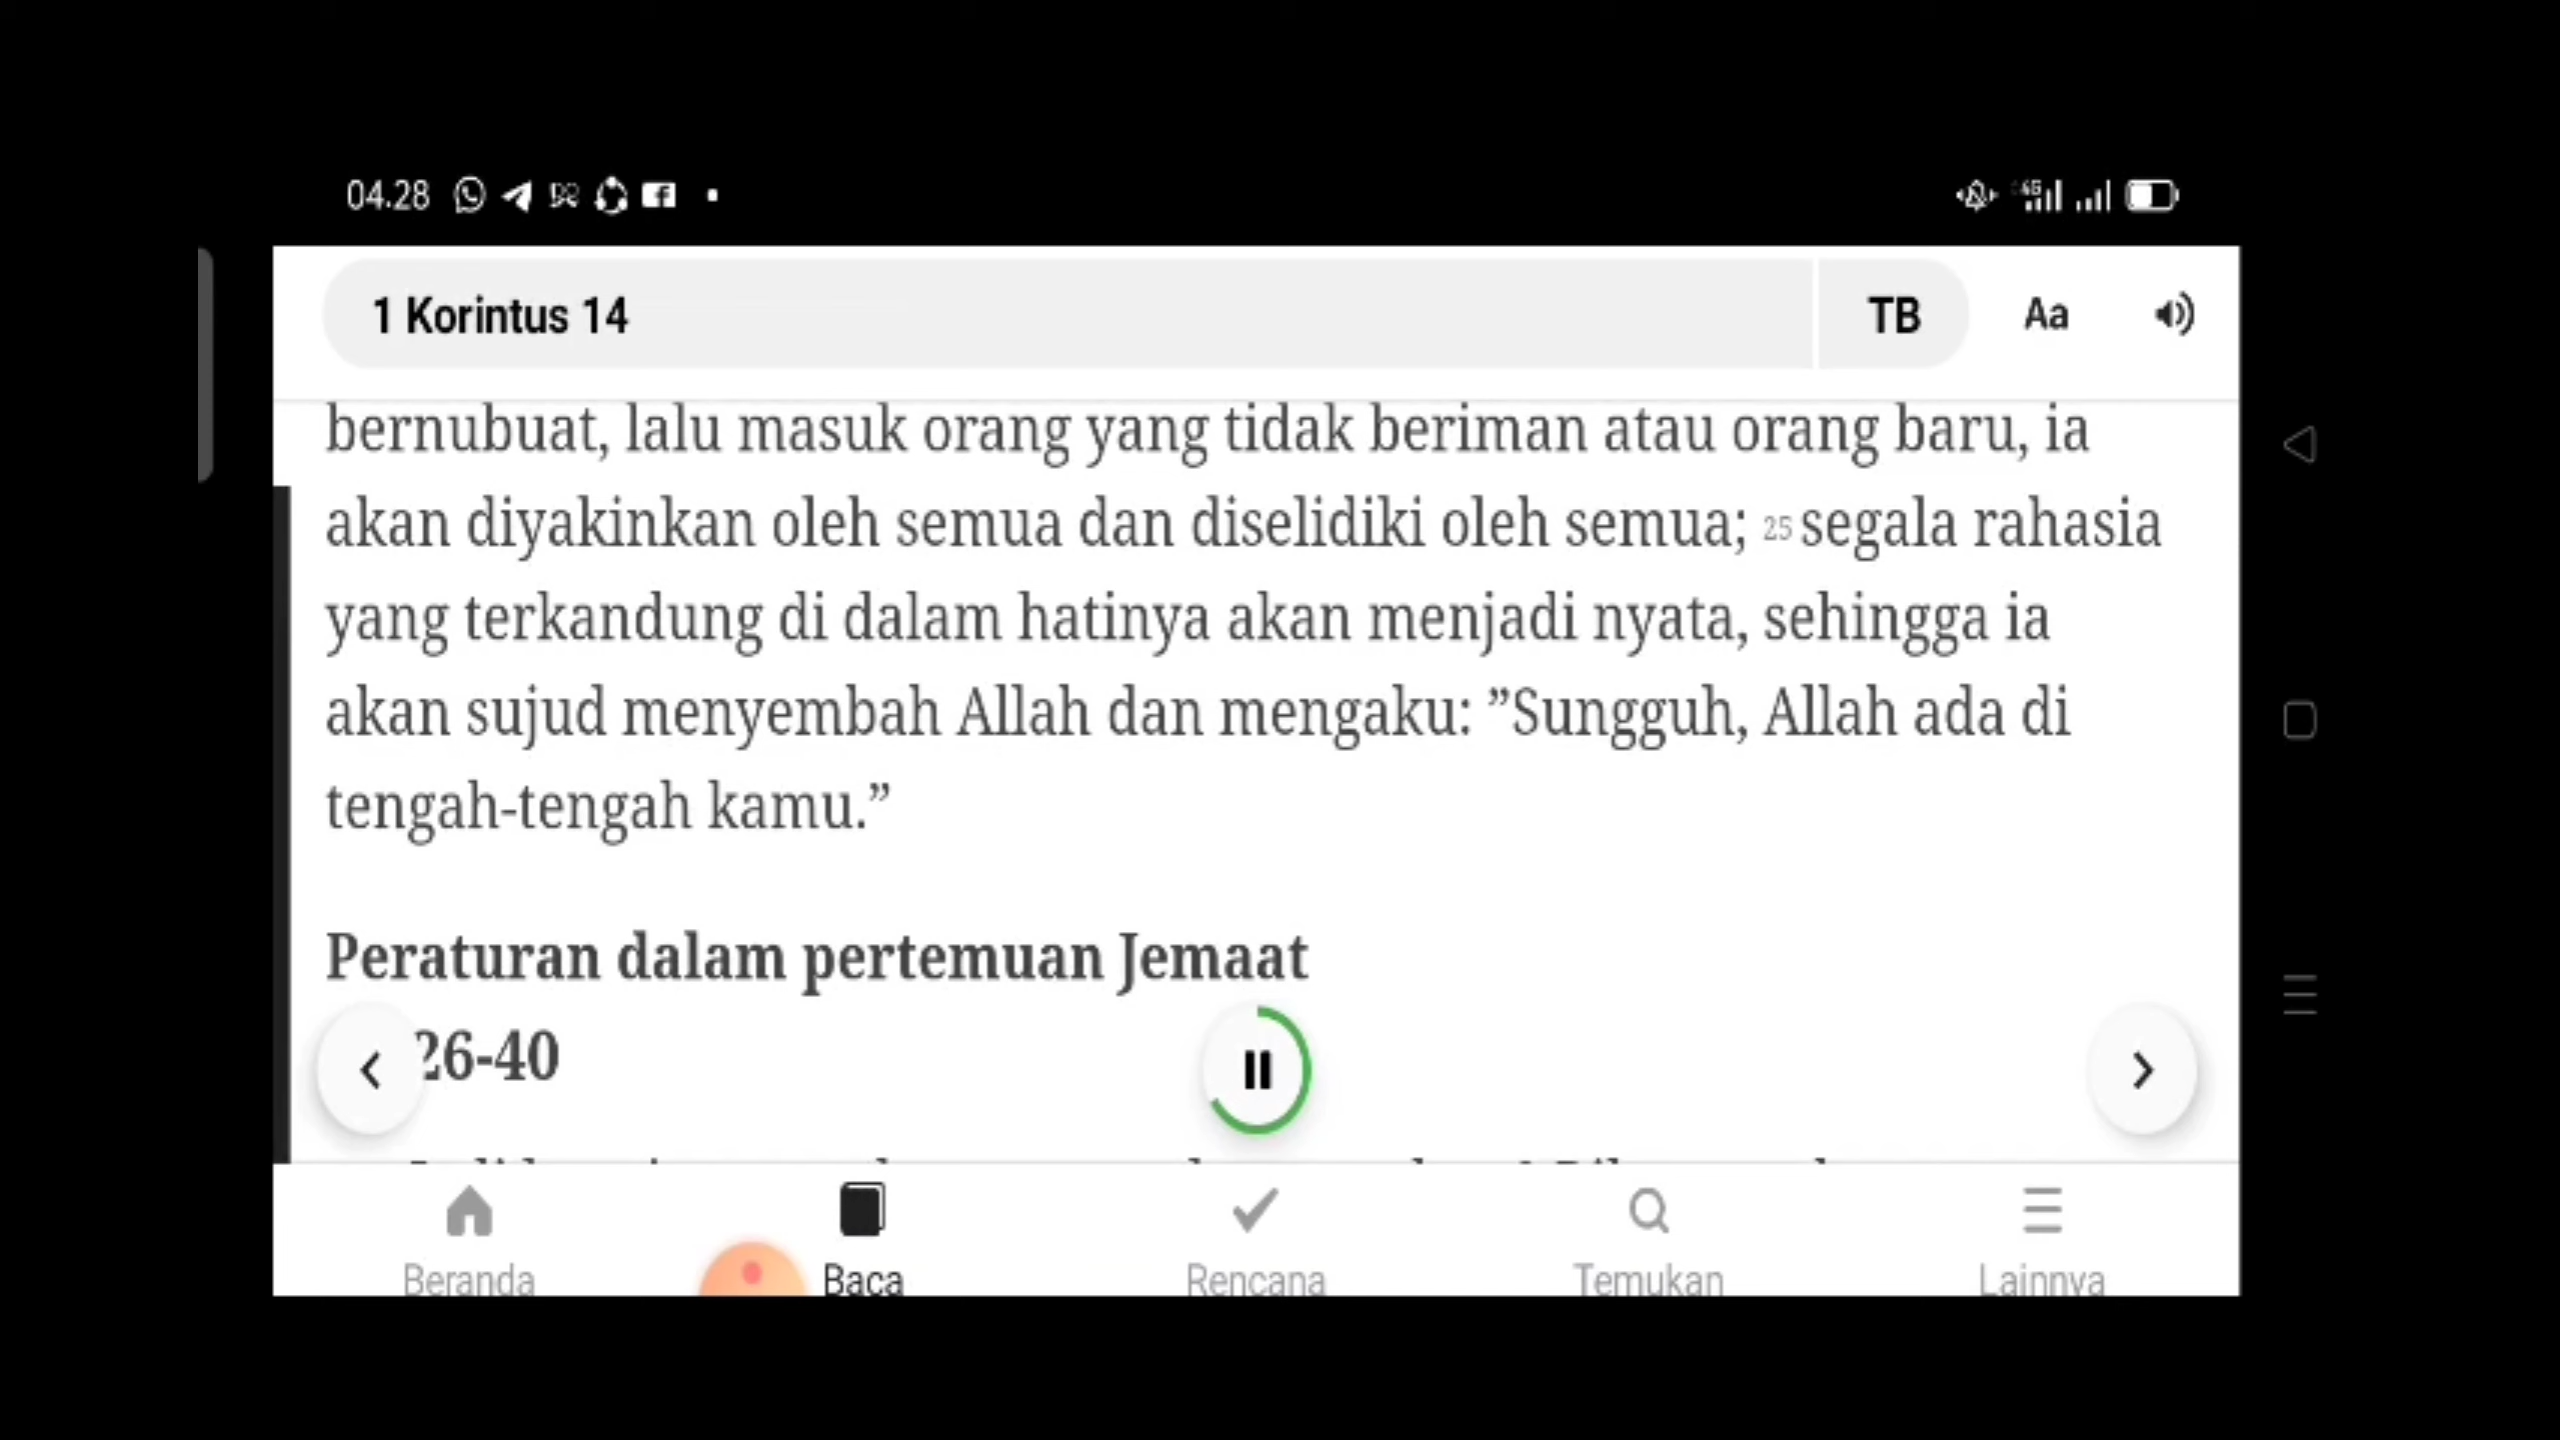 04.28
1 Korintus 14 TB Aa
bernubuat, lalu masuk orang yang tidak beriman atau orang baru, ia
akan diyakinkan oleh semua dan diselidiki oleh semua; 25 segala rahasia
yang terkandung di dalam hatinya akan menjadi nyata, sehingga ia
akan sujud menyembah Allah dan mengaku: ”Sungguh, Allah ada di
tengah-tengah kamu.”
Peraturan dalam pertemuan Jemaat
26-40
Beranda Baca Rencana Temukan Lainnya